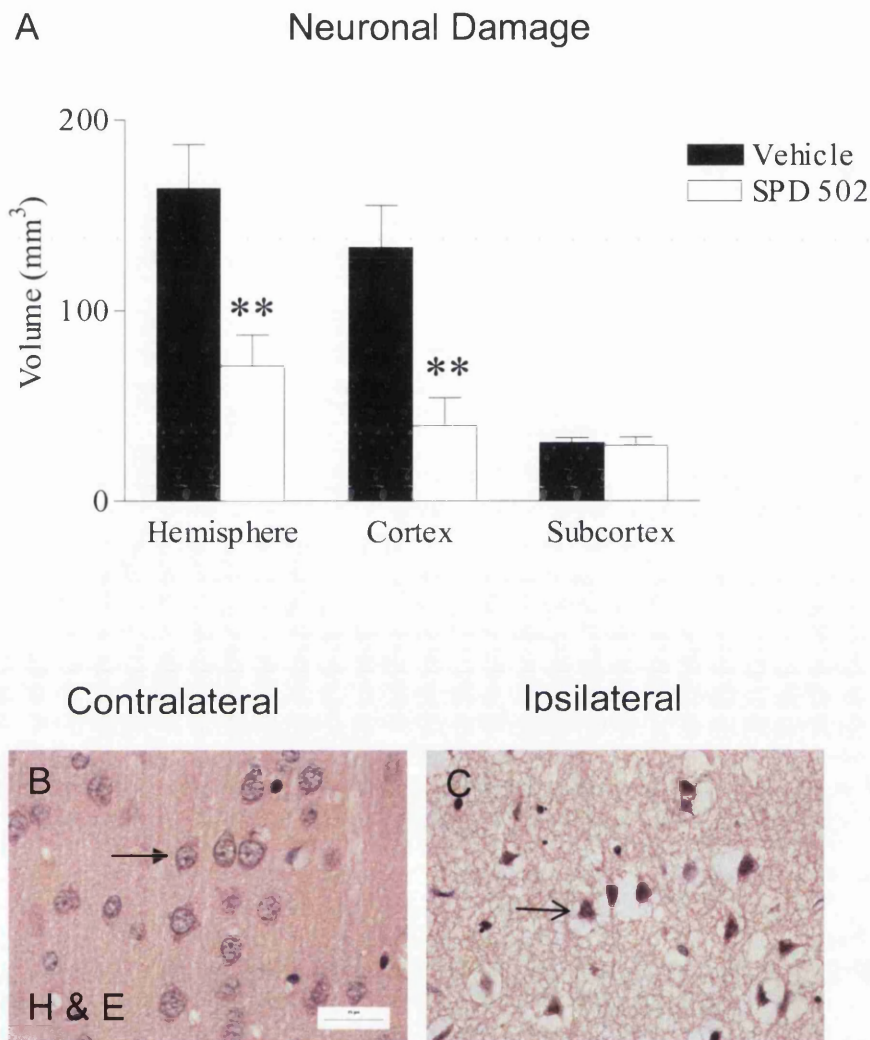 A
Neuronal Damage
200
100
0
Volume (mm³)
**
**
Vehicle
SPD 502
Hemisphere
Cortex
Subcortex
Contralateral
Ipsilateral
B
C
H & E